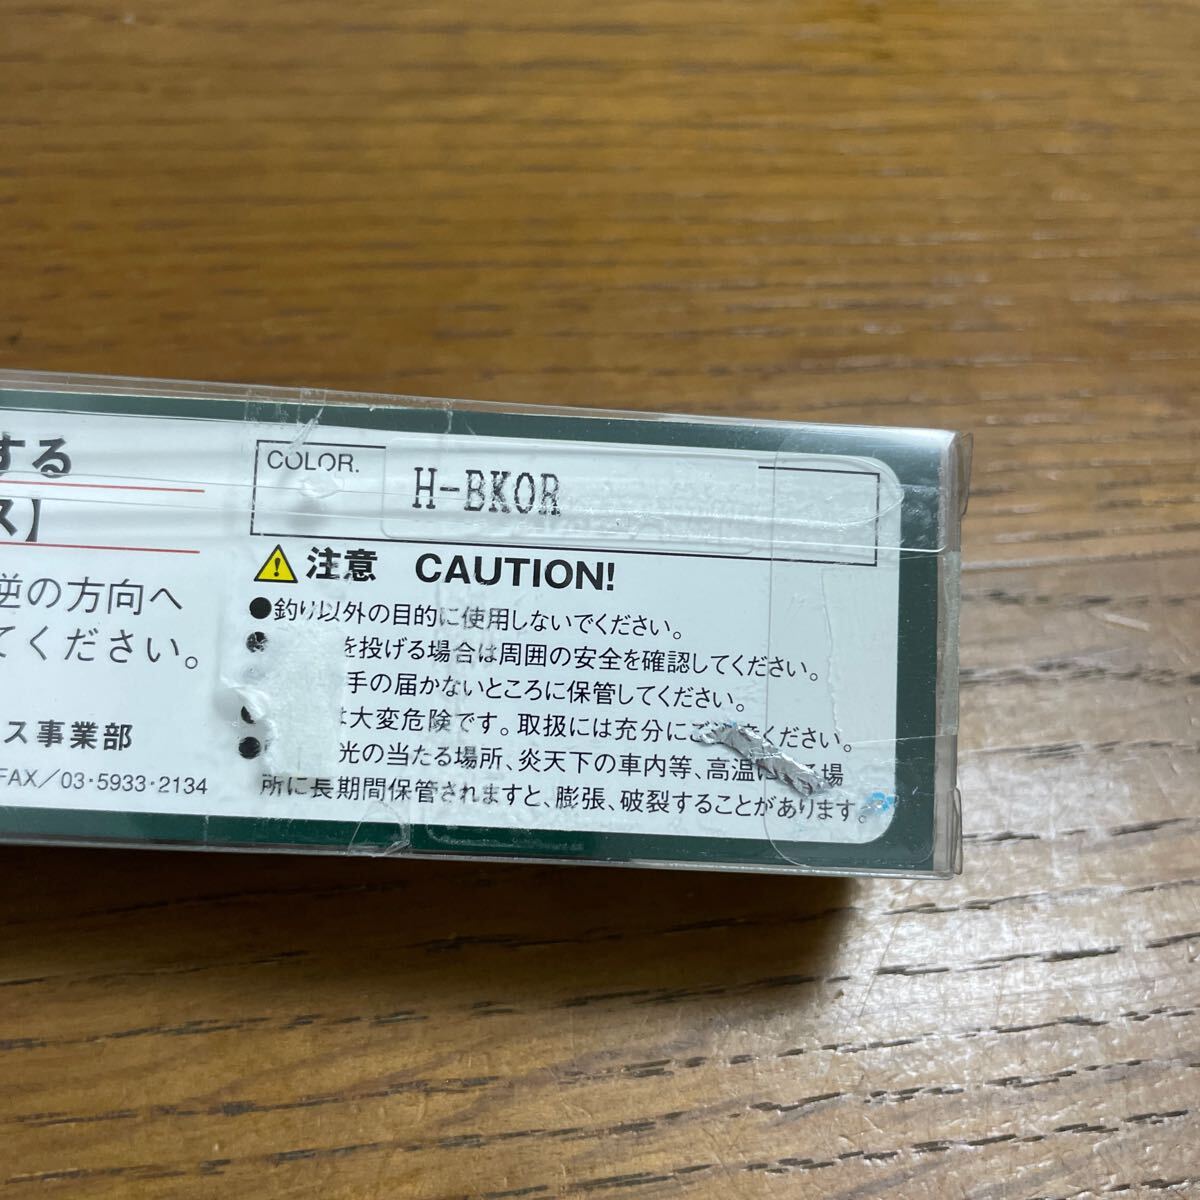 する
ス】
逆の方向へ
てください。
ス事業部
FAX／03・5933・2134
COLOR.
H-BKOR
注意 CAUTION!
●釣り以外の目的に使用しないでください。
●を投げる場合は周囲の安全を確認してください。
手の届かないところに保管してください。
は大変危険です。取扱には充分にください。
●光の当たる場所、炎天下の車内等、高温に場
所に長期間保管されますと、膨張、破裂することがあります。